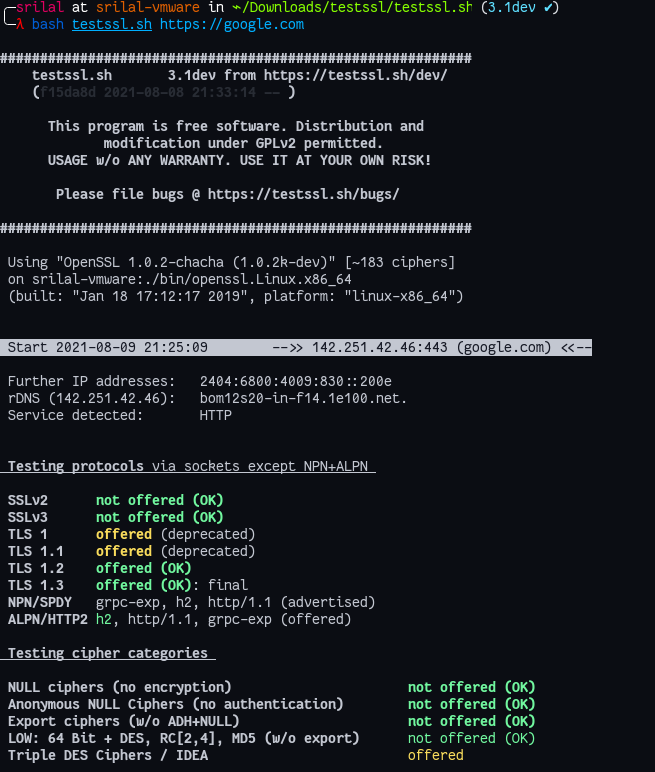 srilal at srilal-vmware in ~/Downloads/testssl/testssl.sh (3.1dev ✔)
λ bash testssl.sh https://google.com
###########################################################
testssl.sh 3.1dev from https://testssl.sh/dev/
(f15da8d 2021-08-08 21:33:14 -- )
This program is free software. Distribution and
modification under GPLv2 permitted.
USAGE w/o ANY WARRANTY. USE IT AT YOUR OWN RISK!
Please file bugs @ https://testssl.sh/bugs/
###########################################################
Using "OpenSSL 1.0.2-chacha (1.0.2k-dev)" [~183 ciphers]
on srilal-vmware:./bin/openssl.Linux.x86_64
(built: "Jan 18 17:12:17 2019", platform: "linux-x86_64")
Start 2021-08-09 21:25:09 -->> 142.251.42.46:443 (google.com) <<--
Further IP addresses: 2404:6800:4009:830::200e
rDNS (142.251.42.46): bom12s20-in-f14.1e100.net.
Service detected: HTTP
Testing protocols via sockets except NPN+ALPN
SSLv2 not offered (OK)
SSLv3 not offered (OK)
TLS 1 offered (deprecated)
TLS 1.1 offered (deprecated)
TLS 1.2 offered (OK)
TLS 1.3 offered (OK): final
NPN/SPDY grpc-exp, h2, http/1.1 (advertised)
ALPN/HTTP2 h2, http/1.1, grpc-exp (offered)
Testing cipher categories
NULL ciphers (no encryption) not offered (OK)
Anonymous NULL Ciphers (no authentication) not offered (OK)
Export ciphers (w/o ADH+NULL) not offered (OK)
LOW: 64 Bit + DES, RC[2,4], MD5 (w/o export) not offered (OK)
Triple DES Ciphers / IDEA offered